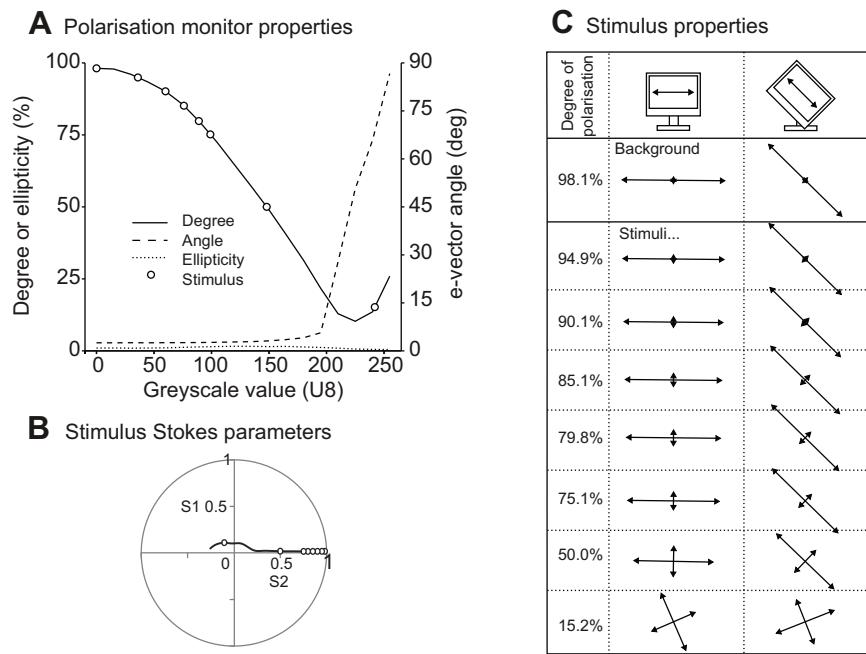 A Polarisation monitor properties
100
75
50
25
0
Degree or ellipticity (%)
90
75
60
45
30
15
0
e-vector angle (deg)
Degree
Angle
Ellipticity
Stimulus
0 50 100 150 200 250
Greyscale value (U8)
B Stimulus Stokes parameters
1
S1 0.5
0 0.5 1
S2
C Stimulus properties
Degree of
polarisation
Background
98.1%
Stimuli...
94.9%
90.1%
85.1%
79.8%
75.1%
50.0%
15.2%